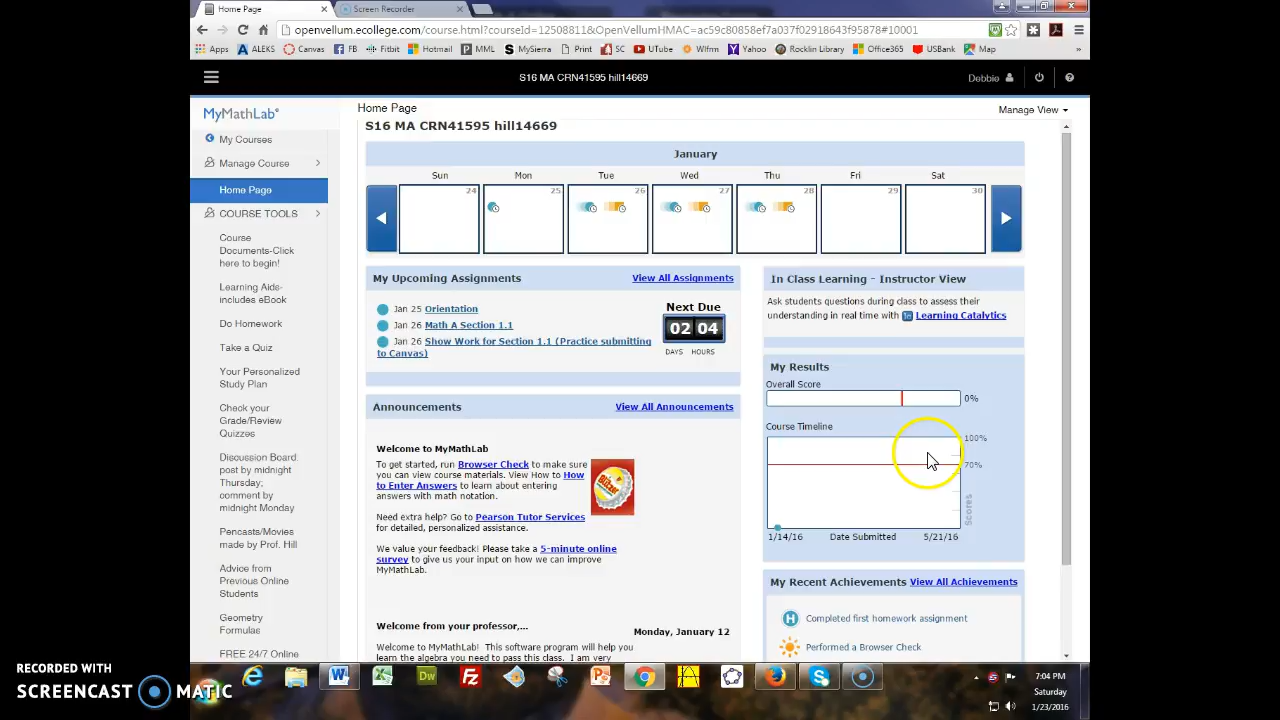 Home Page
Screen Recorder
openvellum.ecollege.com/course.html?courseId=12508811&OpenVellumHMAC=ac59c80858ef7a037f02918643f95878#10001
Apps
ALEKS
Canvas
FB
Fitbit
Hotmail
MML
MySierra
Print
SC
UTube
Wlfrm
Yahoo
Rocklin Library
Office365
USBank
Map
S16 MA CRN41595 hill14669
Debbie
MyMathLab®
Home Page
Manage View
My Courses
Manage Course
Home Page
COURSE TOOLS
Course
Documents-Click
here to begin!
Learning Aids-
includes eBook
Do Homework
Take a Quiz
Your Personalized
Study Plan
Check your
Grade/Review
Quizzes
Discussion Board:
post by midnight
Thursday;
comment by
midnight Monday
Pencasts/Movies
made by Prof. Hill
Advice from
Previous Online
Students
Geometry
Formulae
FREE 24/7 Online
S16 MA CRN41595 hill14669
January
Sun Mon Tue Wed Thu Fri Sat
24 25 26 27 28 29 30
My Upcoming Assignments
View All Assignments
Jan 25 Orientation
Jan 26 Math A Section 1.1
Jan 26 Show Work for Section 1.1 (Practice submitting
to Canvas)
Next Due
02 04
DAYS HOURS
Announcements
View All Announcements
Welcome to MyMathLab
To get started, run Browser Check to make sure
you can view course materials. View How to How
to Enter Answers to learn about entering
answers with math notation.
Need extra help? Go to Pearson Tutor Services
for detailed, personalized assistance.
We value your feedback! Please take a 5-minute online
survey to give us your input on how we can improve
MyMathLab.
Blitzer
Welcome from your professor,...
Monday, January 12
Welcome to MyMathLab! This software program will help you
learn the algebra you need to pass this class. I am very
In Class Learning - Instructor View
Ask students questions during class to assess their
understanding in real time with Learning Catalytics
My Results
Overall Score
0%
Course Timeline
100%
70%
Scores
1/14/16 Date Submitted 5/21/16
My Recent Achievements
View All Achievements
H
Completed first homework assignment
Performed a Browser Check
RECORDED WITH
SCREENCAST MATIC
7:04 PM
Saturday
1/23/2016